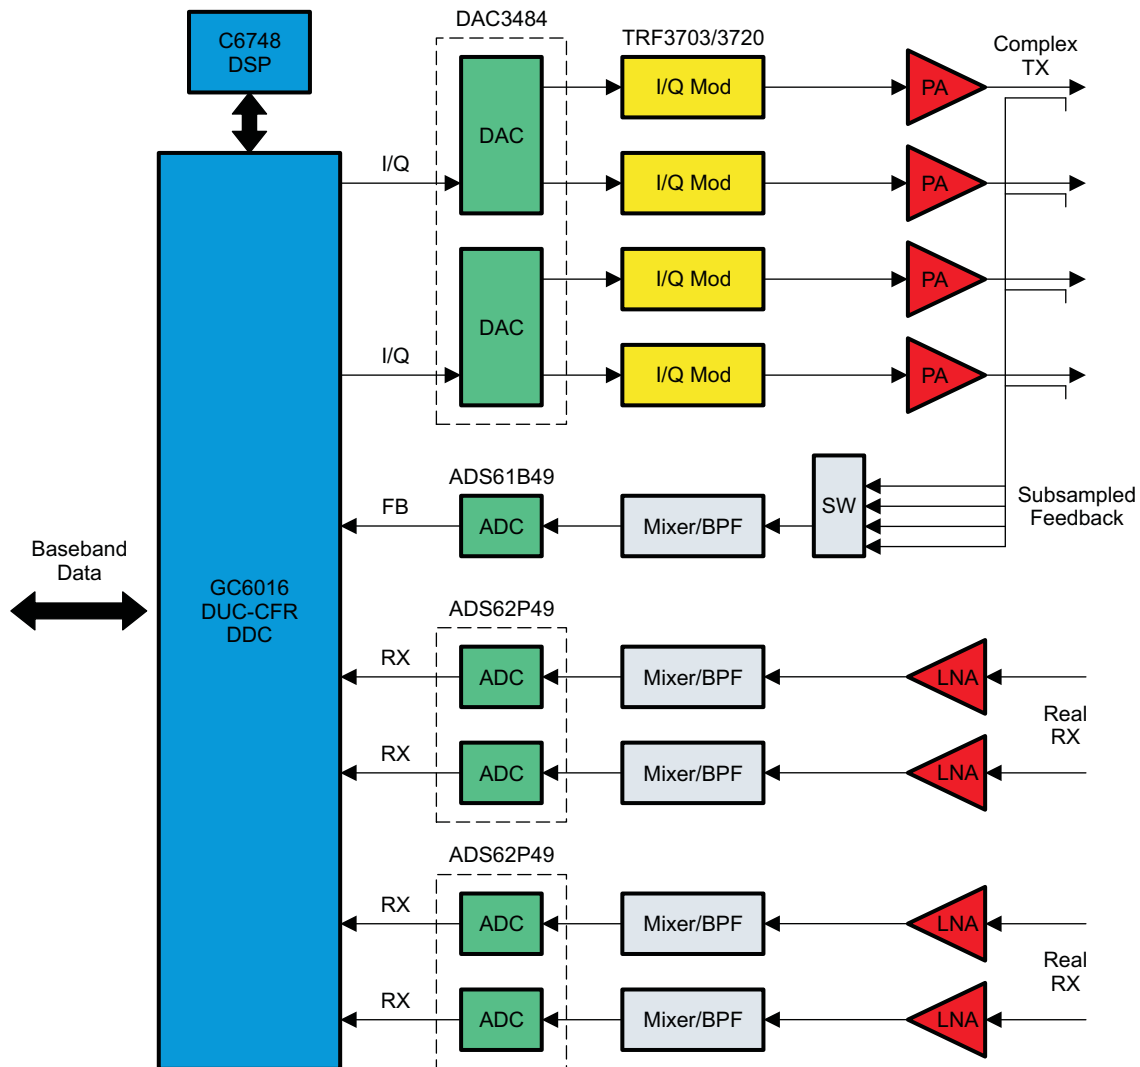 C6748
DSP
DAC3484
TRF3703/3720
Complex
TX
DAC
I/Q Mod
PA
I/Q
I/Q Mod
PA
DAC
I/Q Mod
PA
I/Q
I/Q Mod
PA
ADS61B49
FB
ADC
Mixer/BPF
SW
Subsampled
Feedback
Baseband
Data
GC6016
DUC-CFR
DDC
ADS62P49
RX
ADC
Mixer/BPF
LNA
Real
RX
RX
ADC
Mixer/BPF
LNA
ADS62P49
RX
ADC
Mixer/BPF
LNA
Real
RX
RX
ADC
Mixer/BPF
LNA